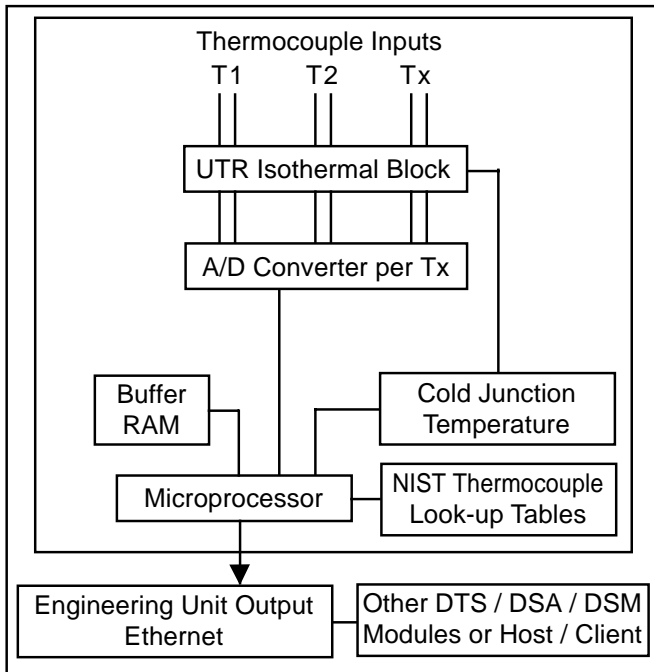 Thermocouple Inputs
T1 T2 Tx
UTR Isothermal Block
A/D Converter per Tx
Buffer
RAM
Cold Junction
Temperature
Microprocessor
NIST Thermocouple
Look-up Tables
Engineering Unit Output
Ethernet
Other DTS / DSA / DSM
Modules or Host / Client